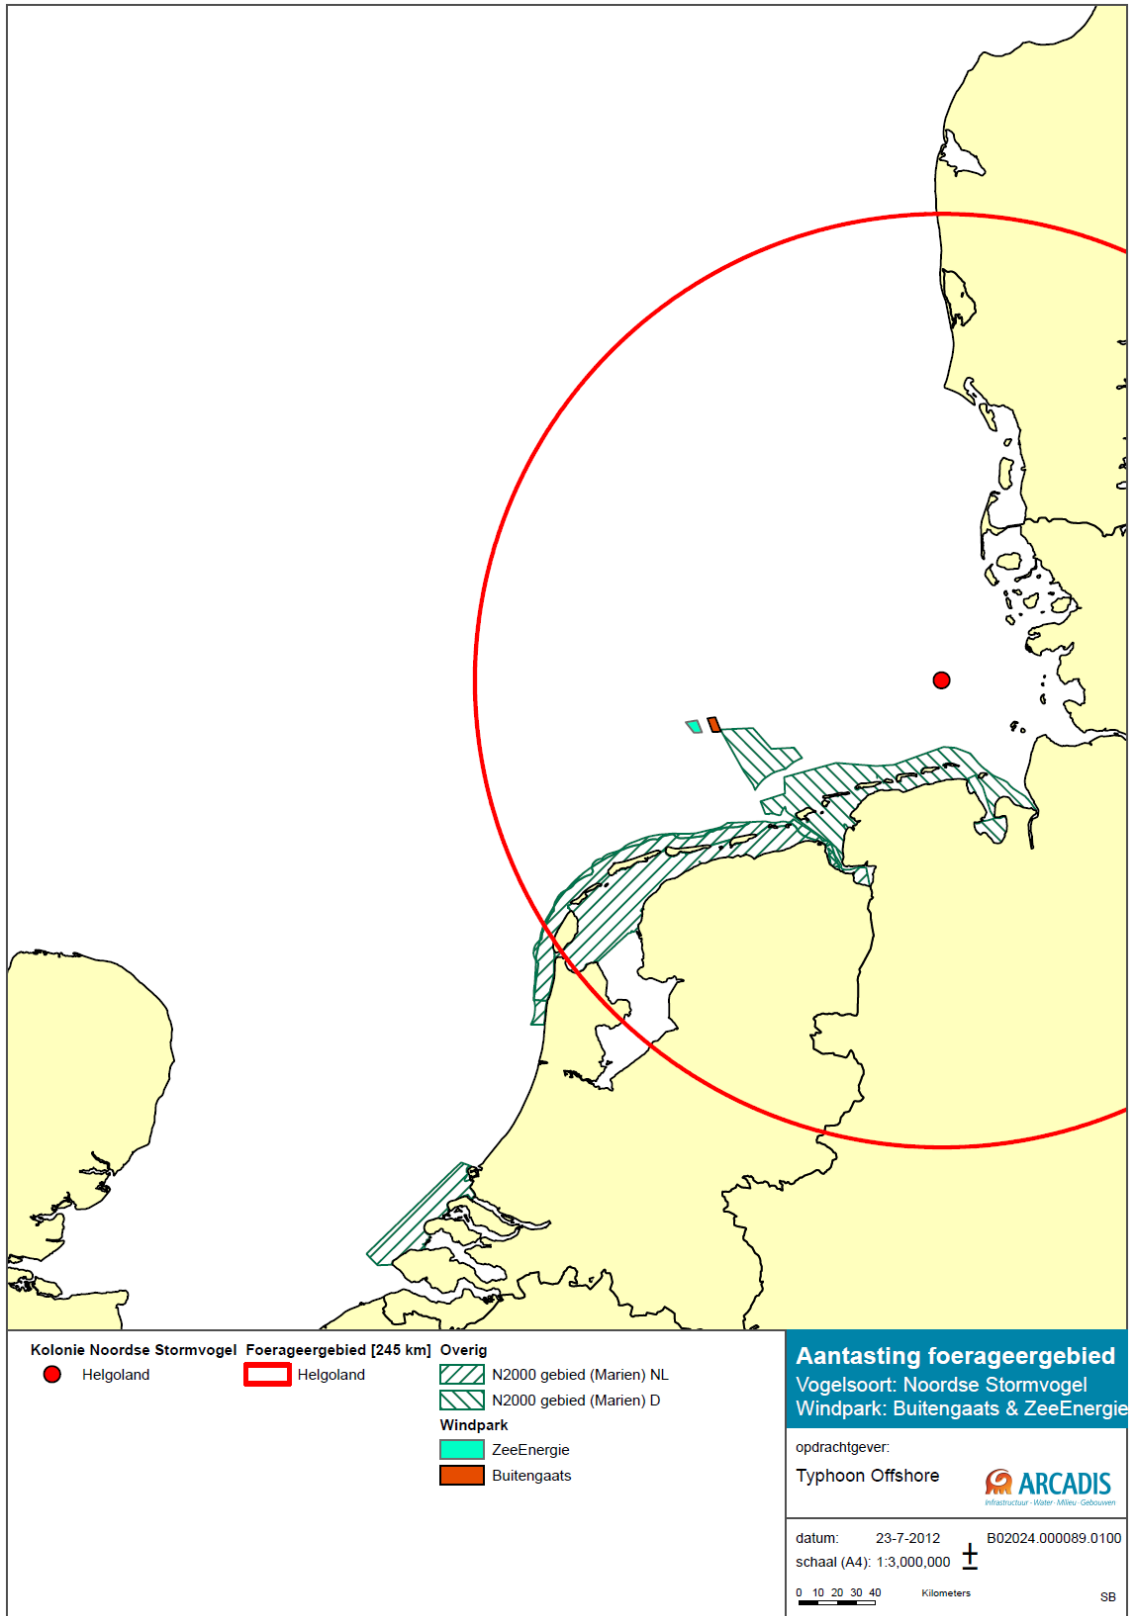 Kolonie Noordse Stormvogel
Helgoland
Foerageergebied [245 km]
Helgoland
Overig
N2000 gebied (Marien) NL
N2000 gebied (Marien) D
Windpark
ZeeEnergie
Buitengaats
Aantasting foerageergebied
Vogelsoort: Noordse Stormvogel
Windpark: Buitengaats & ZeeEnergie
opdrachtgever:
Typhoon Offshore
ARCADIS
Infrastructuur · Water · Milieu · Gebouwen
datum: 23-7-2012 B02024.000089.0100
schaal (A4): 1:3,000,000
0 10 20 30 40 Kilometers
SB